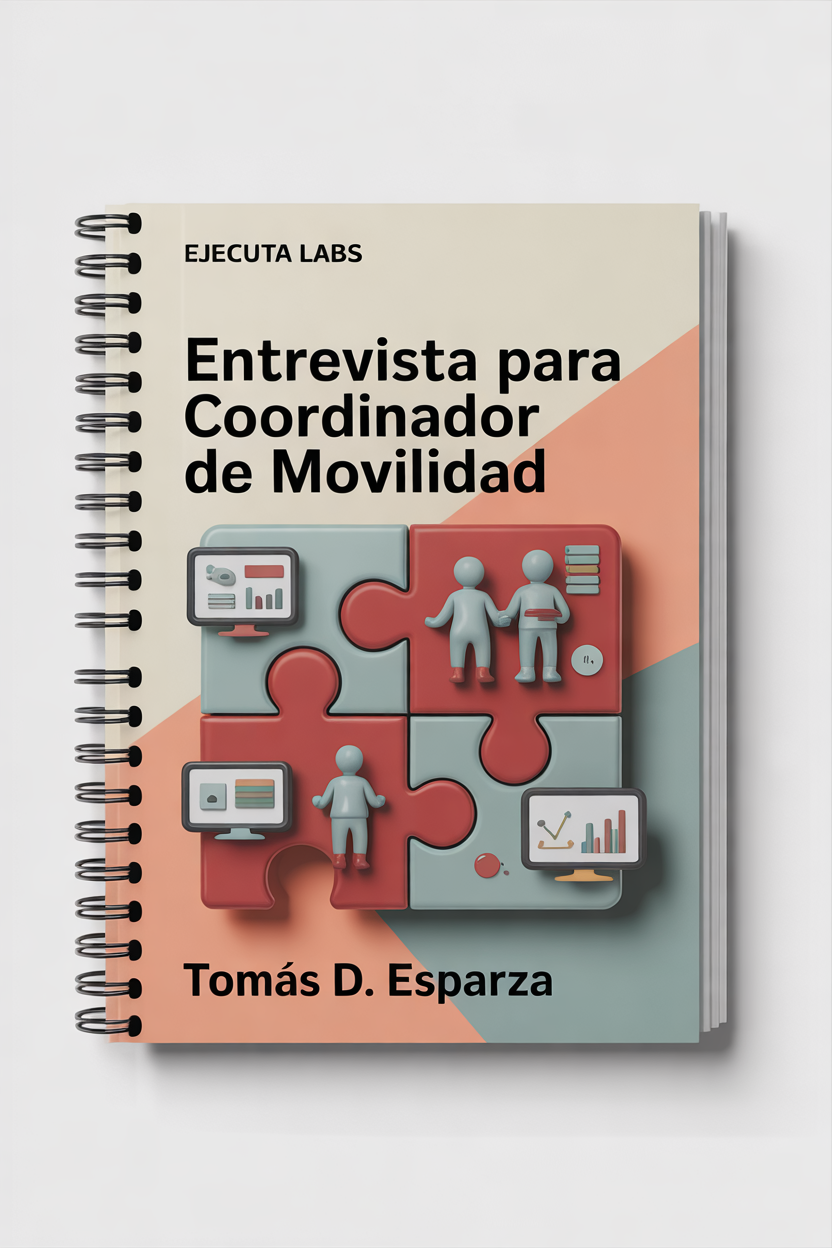 EJECUTA LABS
Entrevista para
Coordinador
de Movilidad
Tomás D. Esparza